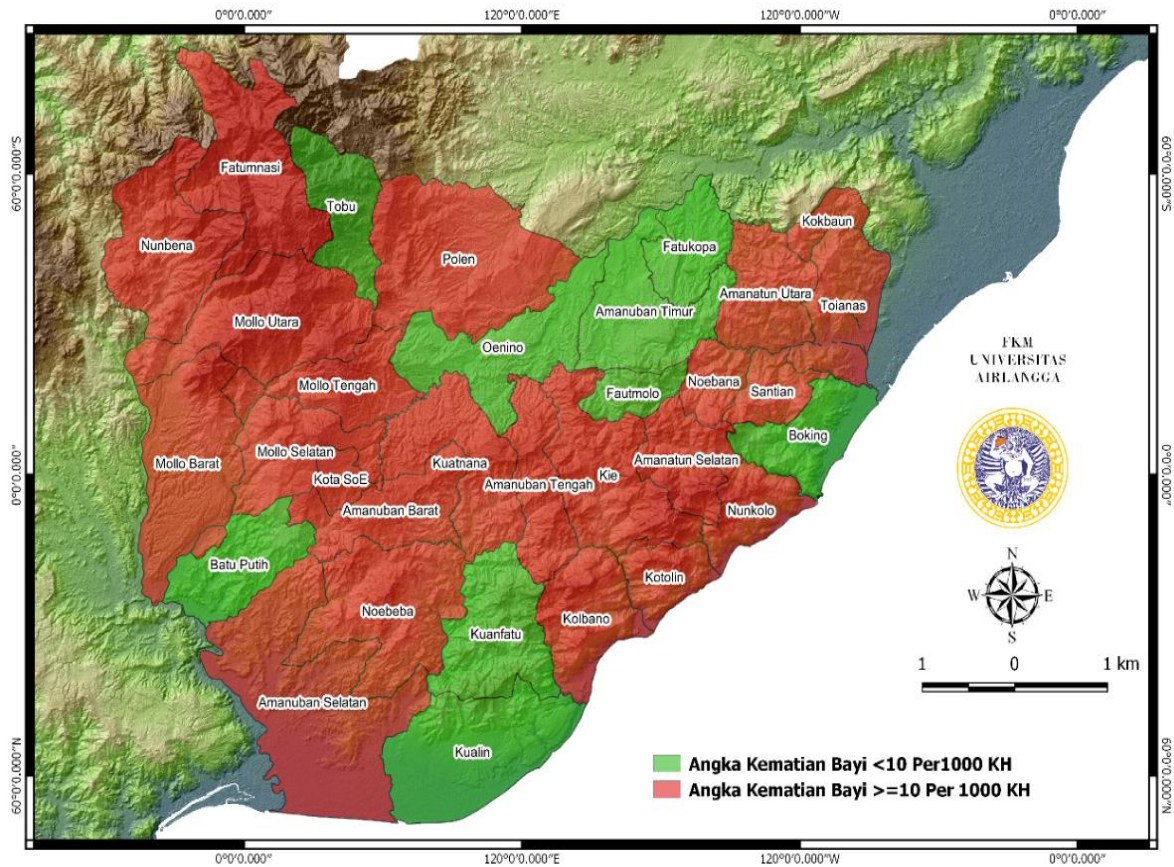 0°0'0.000"
120°0'0.000"E
120°0'0.000"W
0°0'0.000"
60°0'0.000"S
60°0'0.000"S
Fatumnasi
Tobu
Kokbaun
Nunbena
Polen
Fatukopa
Amanatun Utara
Mollo Utara
Amanuban Timur
Toianas
Oenino
FKM
UNIVERSITAS
AIRLANGGA
Mollo Tengah
Noebana
Fautmolo
Santian
Boking
Mollo Barat
Mollo Selatan
Kuatnana
Amanatun Selatan
0°0'0.000"
0°0'0.000"
Kota SoE
Amanuban Tengah
Kie
Amanuban Barat
Nunkolo
N
Batu Putih
Kotolin
W
E
Noebeba
Kolbano
Kuanfatu
S
1
0
1 km
Amanuban Selatan
Kualin
60°0'0.000"N
60°0'0.000"N
Angka Kematian Bayi <10 Per1000 KH
Angka Kematian Bayi >=10 Per 1000 KH
0°0'0.000"
120°0'0.000"E
120°0'0.000"W
0°0'0.000"